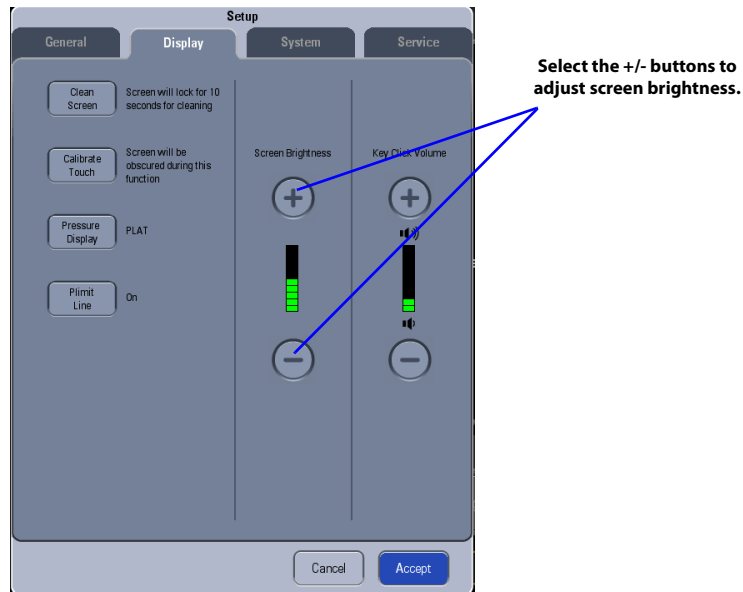 Setup
General
Display
System
Service
Select the +/- buttons to
adjust screen brightness.
Clean
Screen
Screen will lock for 10
seconds for cleaning
Calibrate
Touch
Screen will be
obscured during this
function
Screen Brightness
Key Click Volume
Pressure
Display
PLAT
Plimit
Line
On
Cancel
Accept